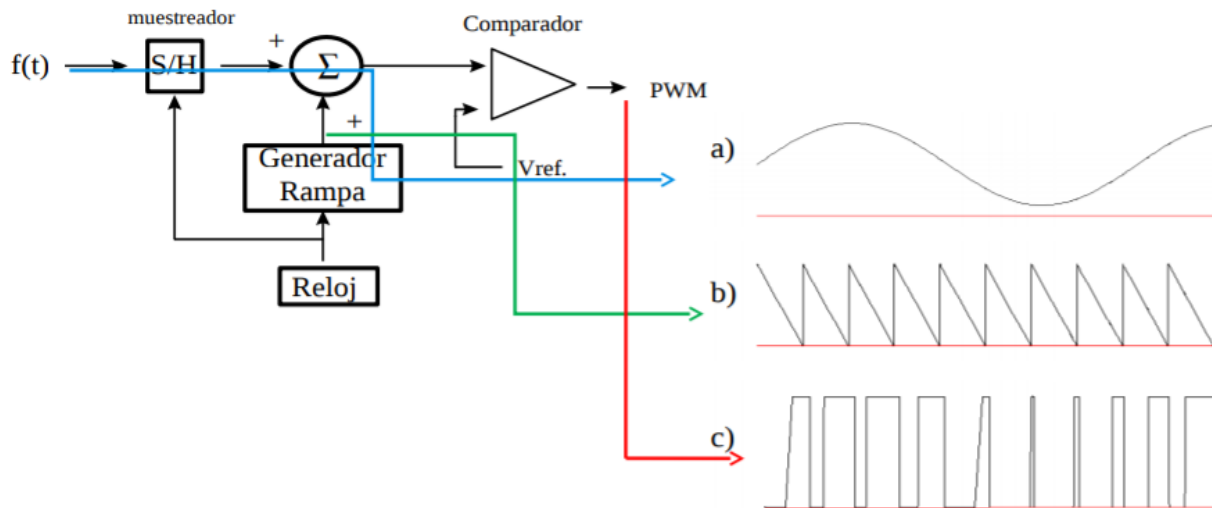 muestreador
Comparador
f(t)
S/H
+
Σ
PWM
+
Generador
Rampa
Vref.
Reloj
a)
b)
c)